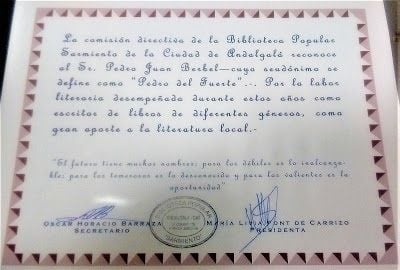 La comisión directiva de la Biblioteca Popular
Sarmiento de la Ciudad de Andalgalá reconoce
al Sr. Pedro Juan Berbel—cuyo seudónimo se
define como "Pedro del Fuerte"... Por la labor
literaria desempeñada durante estos años como
escritor de libros de diferentes géneros, como
gran aporte a la literatura local.-
"El futuro tiene muchos nombres; para los débiles es lo inalcanza-
ble; para los temerosos es lo desconocido y para los valientes es la
oportunidad"
OSCAR HORACIO BARRAZA
SECRETARIO
MARÍA LIVIA PONT DE CARRIZO
PRESIDENTA
"SARMIENTO"